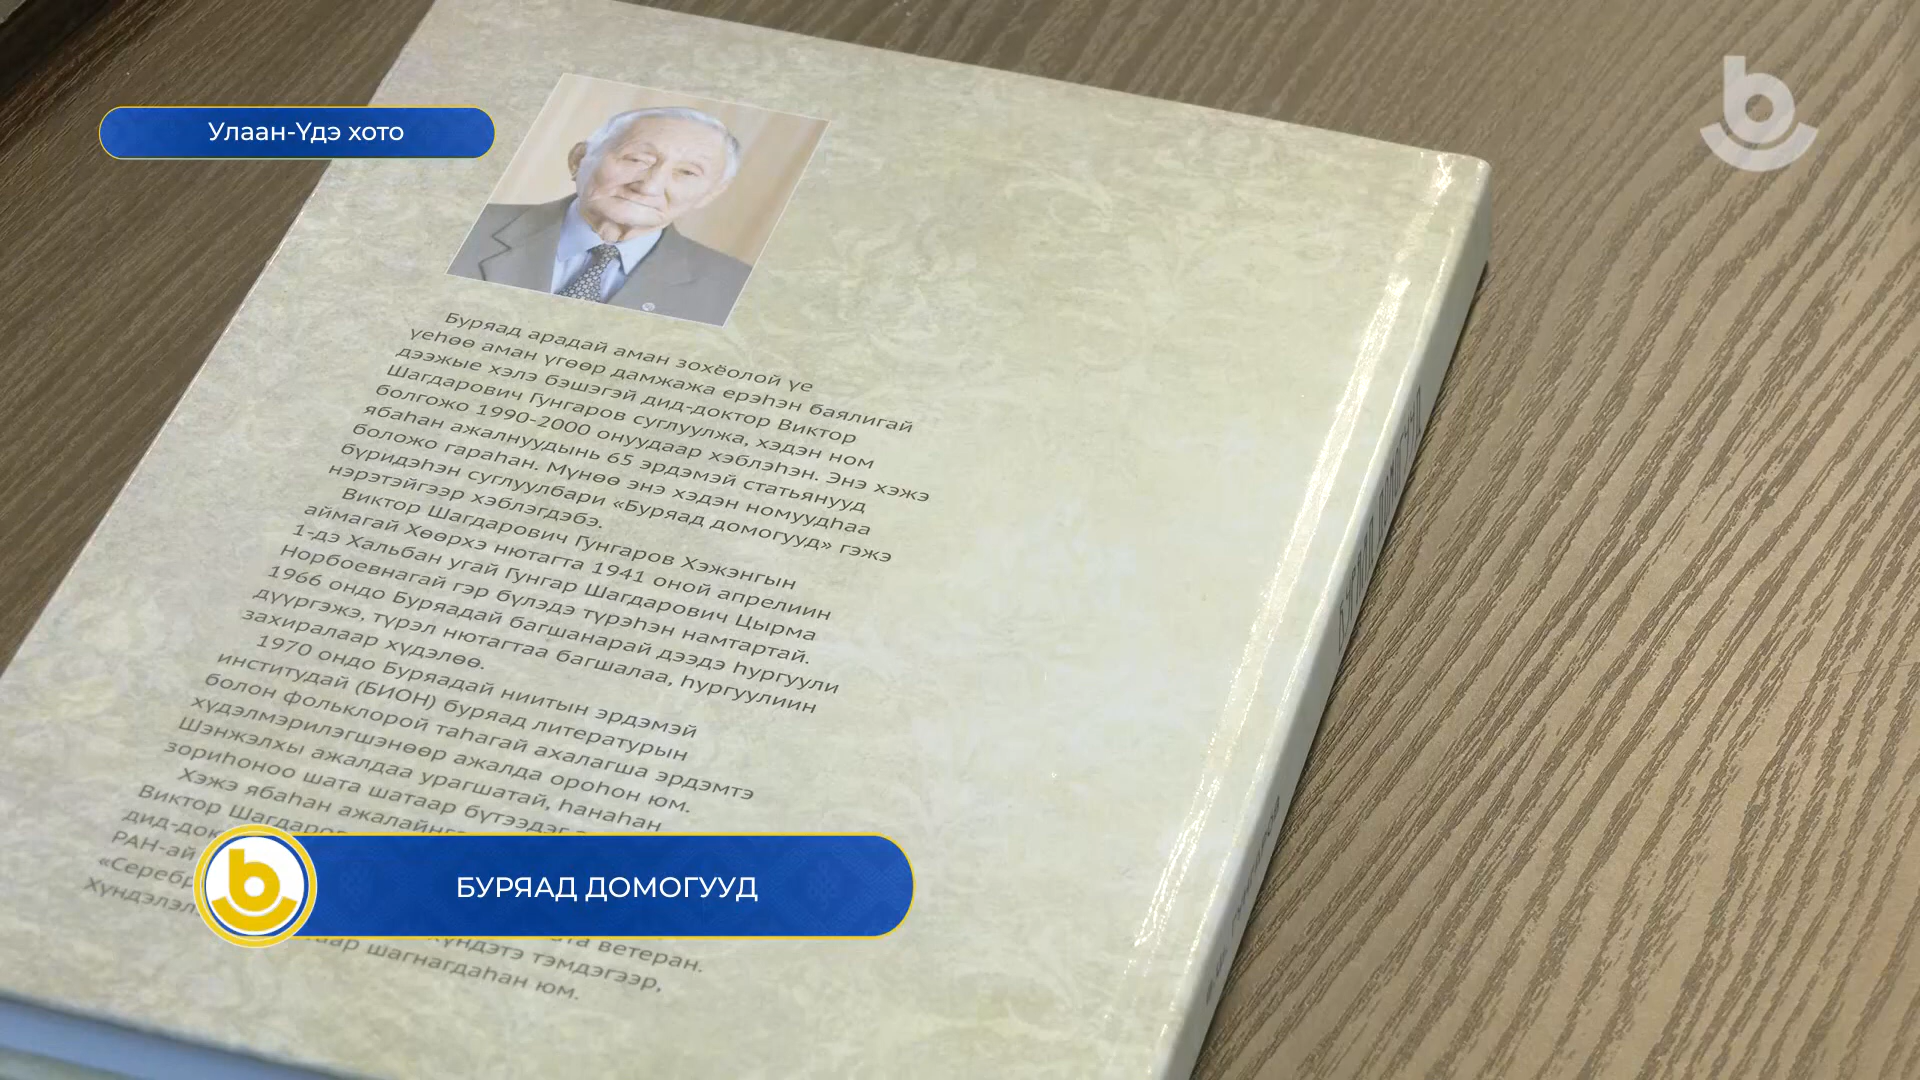 Улаан-Үдэ хото
Буряад арадай аман зохёолой үе
үеһөө аман үгөөр дамжажа ерэһэн баялигай
дээжые хэлэ бэшэгэй дид-доктор Виктор
Шагдарович Гунгаров суглуулжа, хэдэн ном
болгожо 1990-2000 онуудаар хэблэһэн. Энэ хэжэ
ябаһан ажалнуудынь 65 эрдэмэй статьянууд
боложо гараһан. Мүнөө энэ хэдэн номуудһаа
бүридэһэн суглуулбари «Буряад домогууд» гэжэ
нэрэтэйгээр хэблэгдэбэ.
Виктор Шагдарович Гунгаров Хэжэнгын
аймагай Хөөрхэ нютагта 1941 оной апрелиин
1-дэ Хальбан угай Гунгар Шагдарович Цырма
Норбоевнагай гэр бүлэдэ түрэһэн намтартай.
1966 ондо Буряадай багшанарай дээдэ һургуули
дүүргэжэ, түрэл нютагтаа багшалаа, һургуулиин
захиралаар хүдэлөө.
1970 ондо Буряадай ниитын эрдэмэй
институдай (БИОН) буряад литературын
болон фольклорой таһагай ахалагша эрдэмтэ
хүдэлмэрилэгшэнөөр ажалда ороһон юм.
Шэнжэлхы ажалдаа урагшатай, һанаһан
зориһоноо шата шатаар бүтээдэг
Хэжэ ябаһан
Виктор
РАН-ай
ветеран.
хүндэтэ тэмдэгээр,
шагнагдаһан юм.
БУРЯАД ДОМОГУУД
БУРЯАД ДОМОГУУД